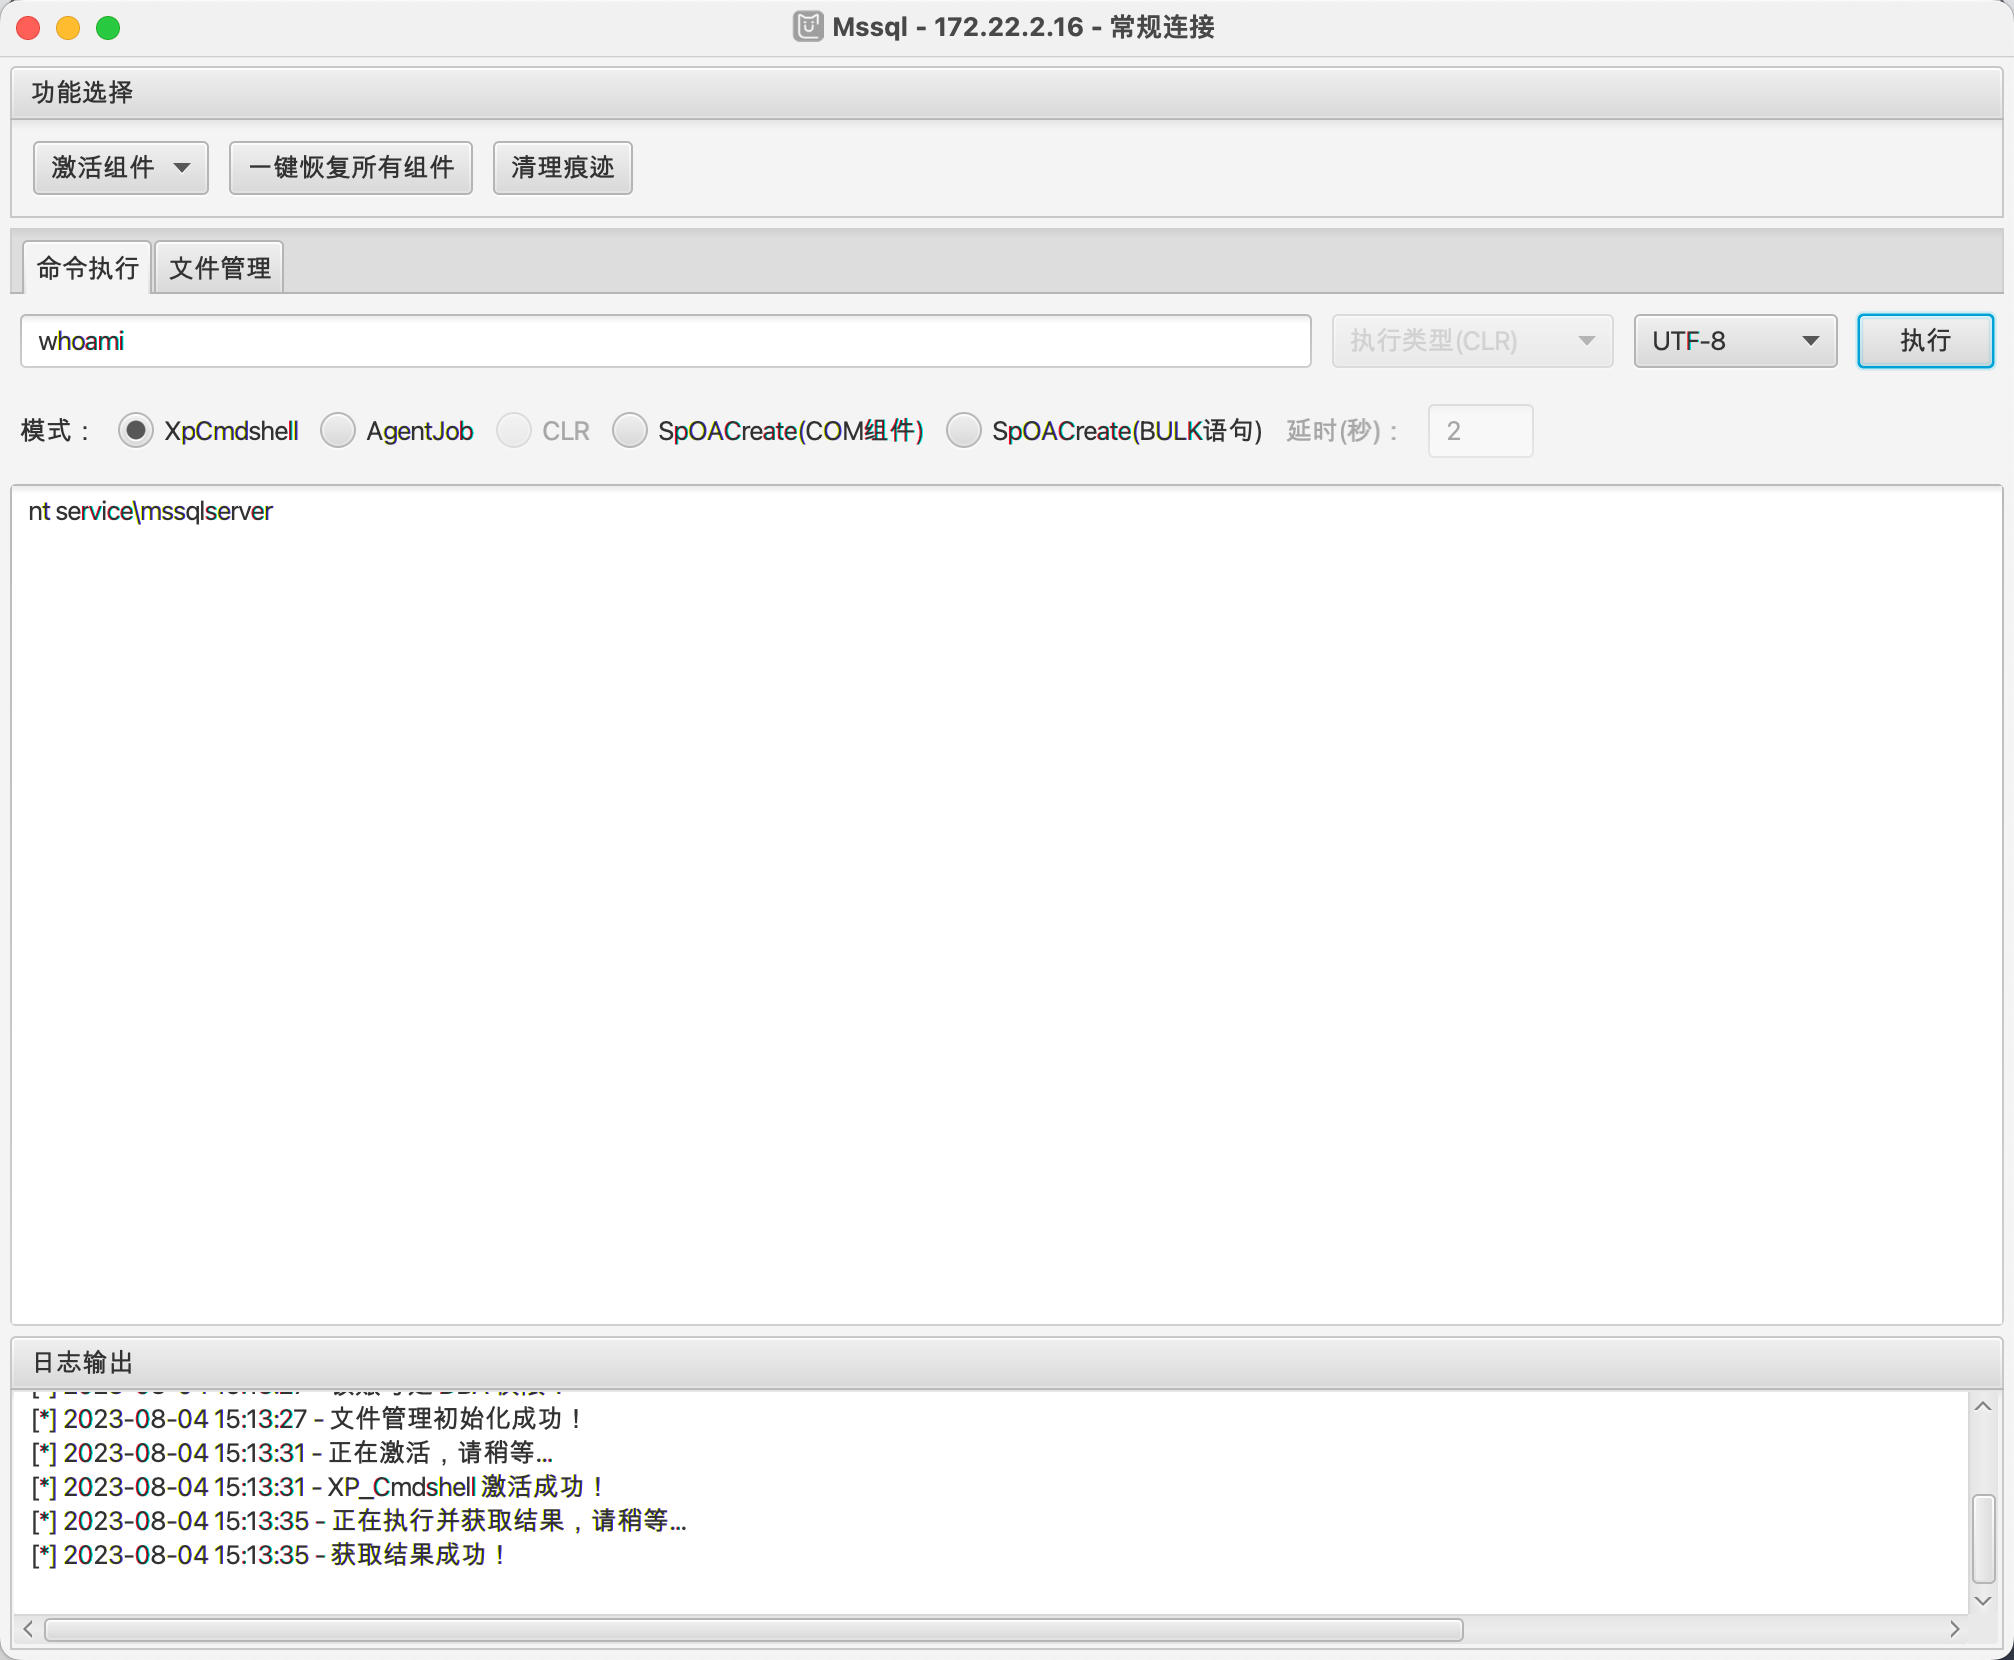 Mssql - 172.22.2.16 - 常规连接
功能选择
激活组件 一键恢复所有组件 清理痕迹
命令执行 文件管理
whoami 执行类型(CLR) UTF-8 执行
模式： XpCmdshell AgentJob CLR SpOACreate(COM组件) SpOACreate(BULK语句) 延时(秒)： 2
nt service\mssqlserver
日志输出
[*] 2023-08-04 15:13:27 -
[*] 2023-08-04 15:13:27 - 文件管理初始化成功！
[*] 2023-08-04 15:13:31 - 正在激活，请稍等...
[*] 2023-08-04 15:13:31 - XP_Cmdshell 激活成功！
[*] 2023-08-04 15:13:35 - 正在执行并获取结果，请稍等...
[*] 2023-08-04 15:13:35 - 获取结果成功！